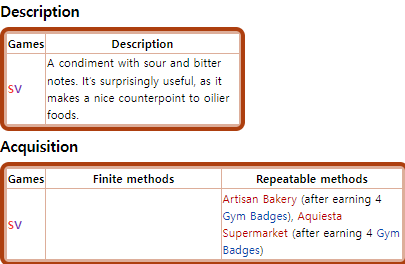 Description
Games Description
SV
A condiment with sour and bitter
notes. It's surprisingly useful, as it
makes a nice counterpoint to oilier
foods.
Acquisition
Games Finite methods Repeatable methods
SV
Artisan Bakery (after earning 4
Gym Badges), Aquiesta
Supermarket (after earning 4 Gym
Badges)